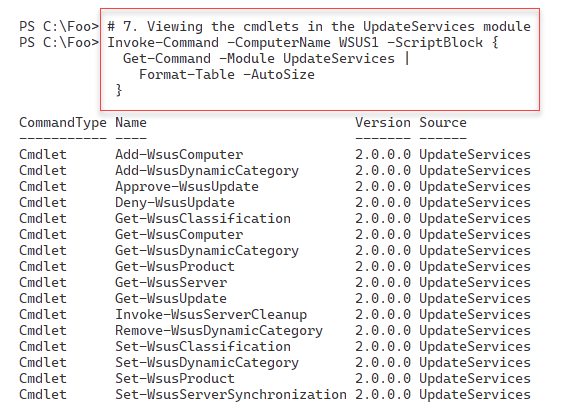 PS C:\Foo> # 7. Viewing the cmdlets in the UpdateServices module
PS C:\Foo> Invoke-Command -ComputerName WSUS1 -ScriptBlock {
  Get-Command -Module UpdateServices |
    Format-Table -AutoSize
 }
CommandType Name                          Version Source
----------- ----                          ------- ------
Cmdlet      Add-WsusComputer              2.0.0.0 UpdateServices
Cmdlet      Add-WsusDynamicCategory       2.0.0.0 UpdateServices
Cmdlet      Approve-WsusUpdate            2.0.0.0 UpdateServices
Cmdlet      Deny-WsusUpdate               2.0.0.0 UpdateServices
Cmdlet      Get-WsusClassification        2.0.0.0 UpdateServices
Cmdlet      Get-WsusComputer              2.0.0.0 UpdateServices
Cmdlet      Get-WsusDynamicCategory       2.0.0.0 UpdateServices
Cmdlet      Get-WsusProduct               2.0.0.0 UpdateServices
Cmdlet      Get-WsusServer                2.0.0.0 UpdateServices
Cmdlet      Get-WsusUpdate                2.0.0.0 UpdateServices
Cmdlet      Invoke-WsusServerCleanup      2.0.0.0 UpdateServices
Cmdlet      Remove-WsusDynamicCategory    2.0.0.0 UpdateServices
Cmdlet      Set-WsusClassification        2.0.0.0 UpdateServices
Cmdlet      Set-WsusDynamicCategory       2.0.0.0 UpdateServices
Cmdlet      Set-WsusProduct               2.0.0.0 UpdateServices
Cmdlet      Set-WsusServerSynchronization 2.0.0.0 UpdateServices